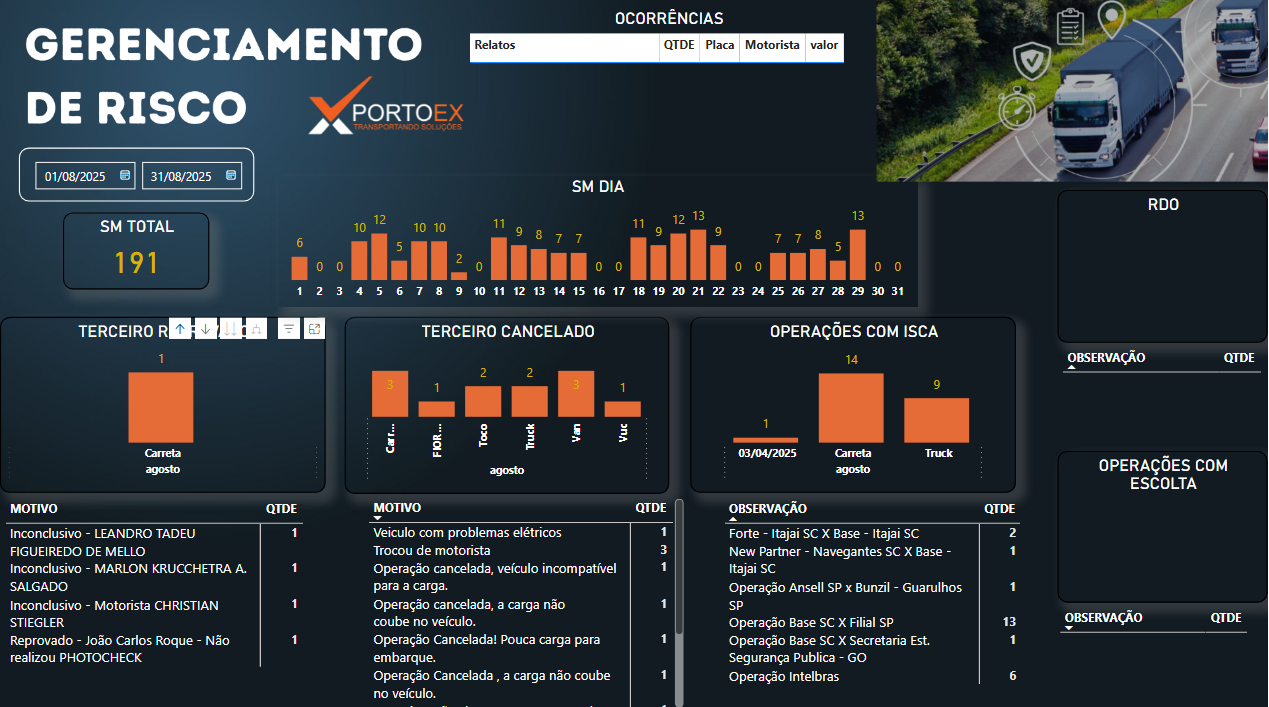 GERENCIAMENTO
DE RISCO
PORTOEX
TRANSPORTANDO SOLUÇÕES
01/08/2025 31/08/2025
OCORRÊNCIAS
Relatos QTDE Placa Motorista valor
SM TOTAL
191
SM DIA
6 0 0 10 12 5 10 10 2 0 11 9 8 7 7 0 0 11 9 12 13 9 0 0 7 7 8 5 13 0 0
1 2 3 4 5 6 7 8 9 10 11 12 13 14 15 16 17 18 19 20 21 22 23 24 25 26 27 28 29 30 31
RDO
OBSERVAÇÃO QTDE
TERCEIRO
1
Carreta
agosto
MOTIVO QTDE
Inconclusivo - LEANDRO TADEU 1
FIGUEIREDO DE MELLO
Inconclusivo - MARLON KRUCCHETRA A. 1
SALGADO
Inconclusivo - Motorista CHRISTIAN 1
STIEGLER
Reprovado - João Carlos Roque - Não 1
realizou PHOTOCHECK
TERCEIRO CANCELADO
3 1 2 2 3 1
Carr... FIOR... Toco Truck Van Vuc
agosto
MOTIVO QTDE
Veiculo com problemas elétricos 1
Trocou de motorista 3
Operação cancelada, veículo incompatível 1
para a carga.
Operação cancelada, a carga não 1
coube no veículo.
Operação Cancelada! Pouca carga para 1
embarque.
Operação Cancelada , a carga não coube 1
no veículo.
OPERAÇÕES COM ISCA
1 14 9
03/04/2025 Carreta Truck
agosto
OBSERVAÇÃO QTDE
Forte - Itajai SC X Base - Itajai SC 2
New Partner - Navegantes SC X Base - 1
Itajai SC
Operação Ansell SP x Bunzil - Guarulhos 1
SP
Operação Base SC X Filial SP 13
Operação Base SC X Secretaria Est. 1
Segurança Publica - GO
Operação Intelbras 6
OPERAÇÕES COM
ESCOLTA
OBSERVAÇÃO QTDE